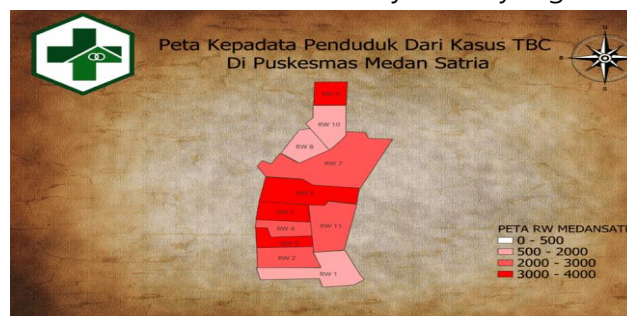 Peta Kepadata Penduduk Dari Kasus TBC
Di Puskesmas Medan Satria
RW 10
RW 8
RW 7
RW 11
RW 4
RW 2
RW 1
PETA RW MEDANSATI
0 - 500
500 - 2000
2000 - 3000
3000 - 4000